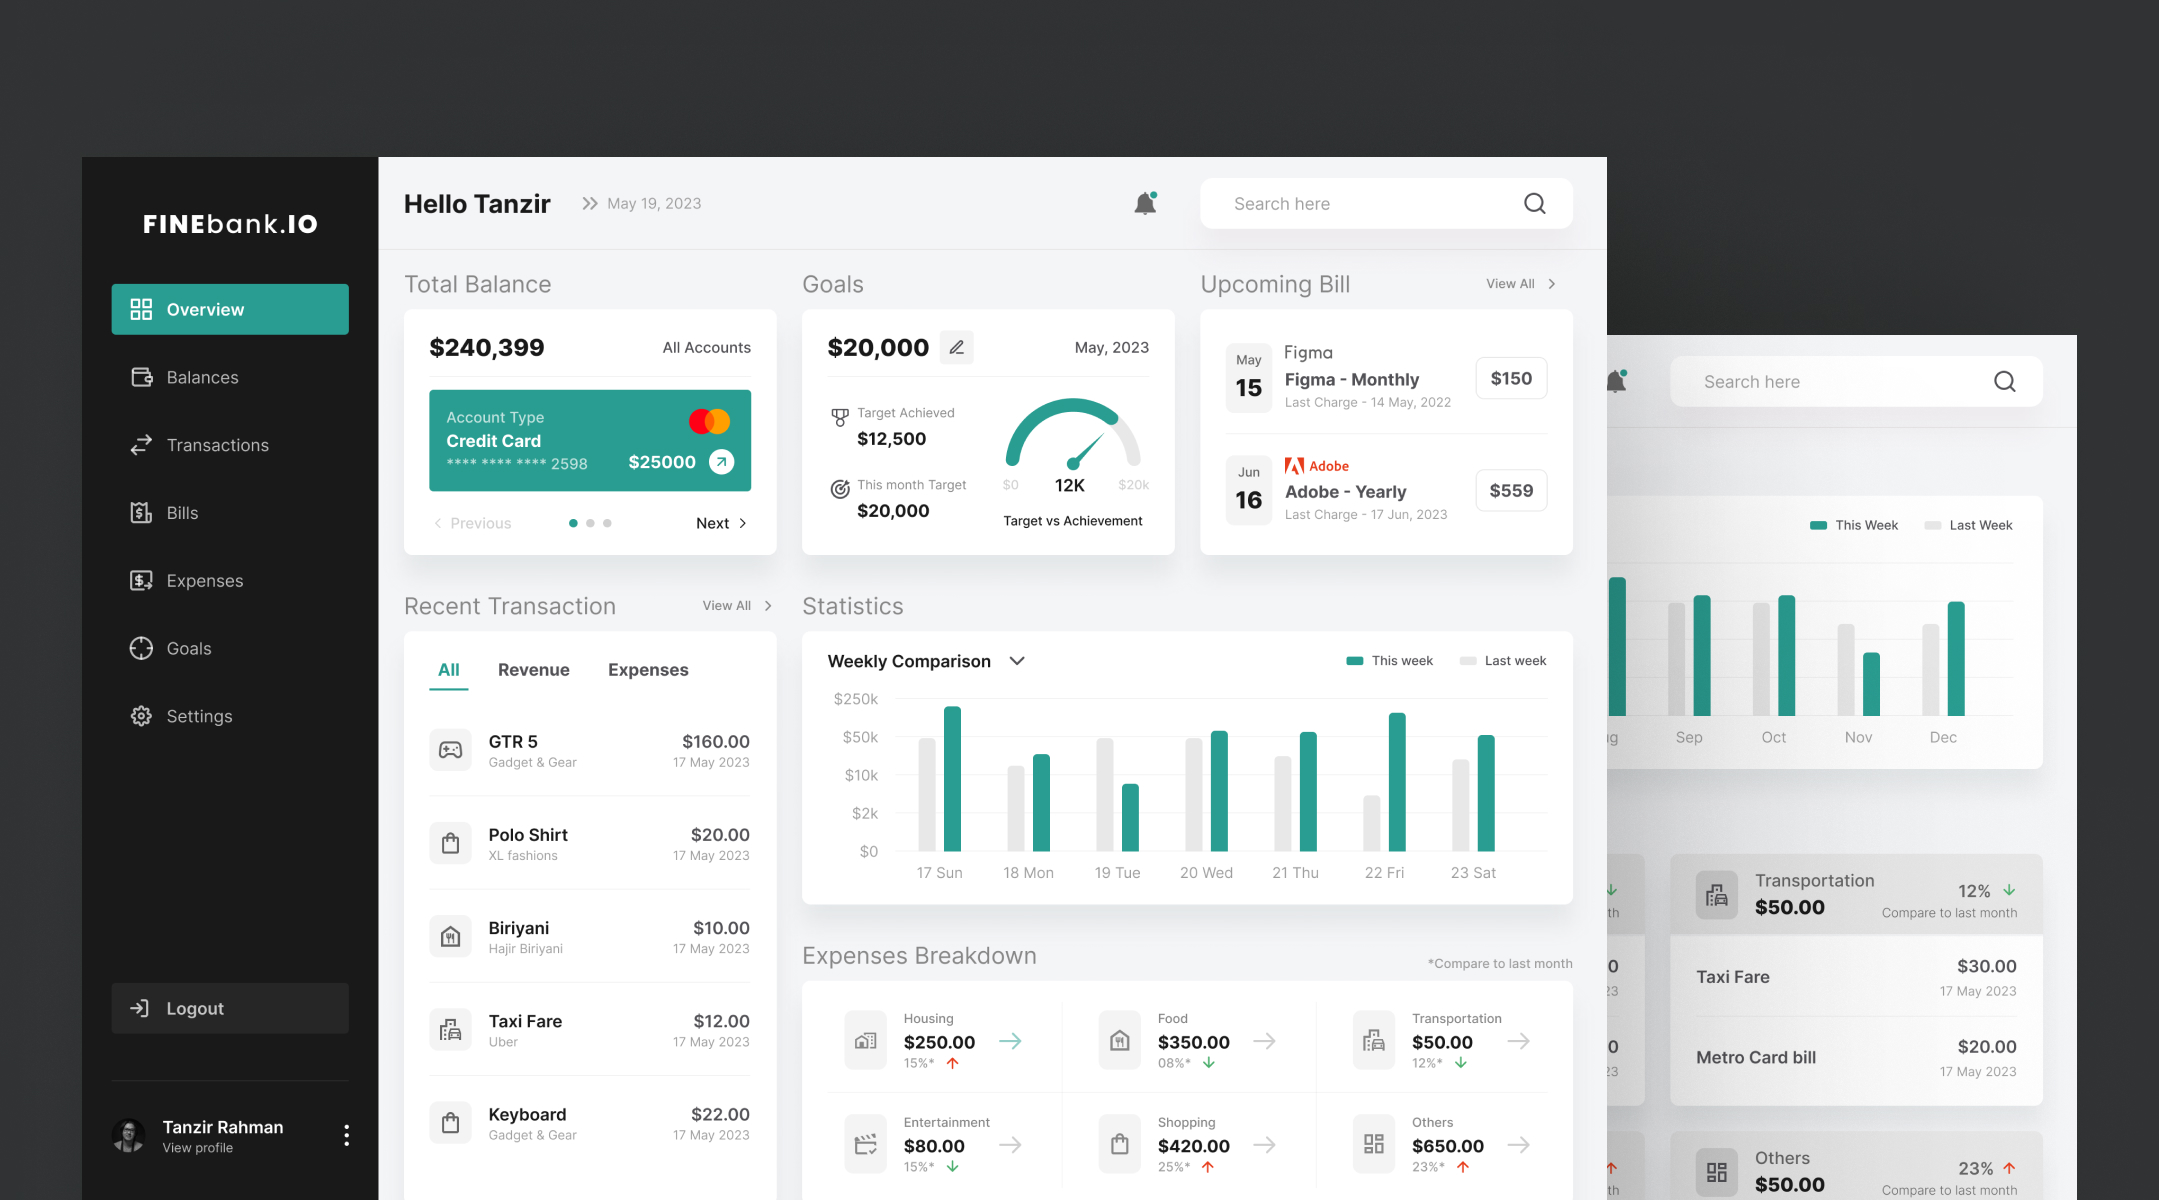 FINEbank.IO
Overview
Balances
Transactions
Bills
Expenses
Goals
Settings
Logout
Tanzir Rahman
View profile
Hello Tanzir
May 19, 2023
Search here
Total Balance
$240,399
All Accounts
Account Type
Credit Card
**** **** **** 2598
$25000
Previous
Next
Goals
$20,000
May, 2023
Target Achieved
$12,500
This month Target
$20,000
$0
12K
$20k
Target vs Achievement
Upcoming Bill
View All
May
15
Figma
Figma - Monthly
Last Charge - 14 May, 2022
$150
Jun
16
Adobe
Adobe - Yearly
Last Charge - 17 Jun, 2023
$559
Recent Transaction
View All
All
Revenue
Expenses
GTR 5
Gadget & Gear
$160.00
17 May 2023
Polo Shirt
XL fashions
$20.00
17 May 2023
Biriyani
Hajir Biriyani
$10.00
17 May 2023
Taxi Fare
Uber
$12.00
17 May 2023
Keyboard
Gadget & Gear
$22.00
17 May 2023
Statistics
Weekly Comparison
This week
Last week
$250k
$50k
$10k
$2k
$0
17 Sun
18 Mon
19 Tue
20 Wed
21 Thu
22 Fri
23 Sat
Expenses Breakdown
*Compare to last month
Housing
$250.00
15%*
Food
$350.00
08%*
Transportation
$50.00
12%*
Entertainment
$80.00
15%*
Shopping
$420.00
25%*
Others
$650.00
23%*
Search here
This Week
Last Week
Sep
Oct
Nov
Dec
Transportation
$50.00
12%
Compare to last month
Taxi Fare
$30.00
17 May 2023
Metro Card bill
$20.00
17 May 2023
Others
$50.00
23%
Compare to last month